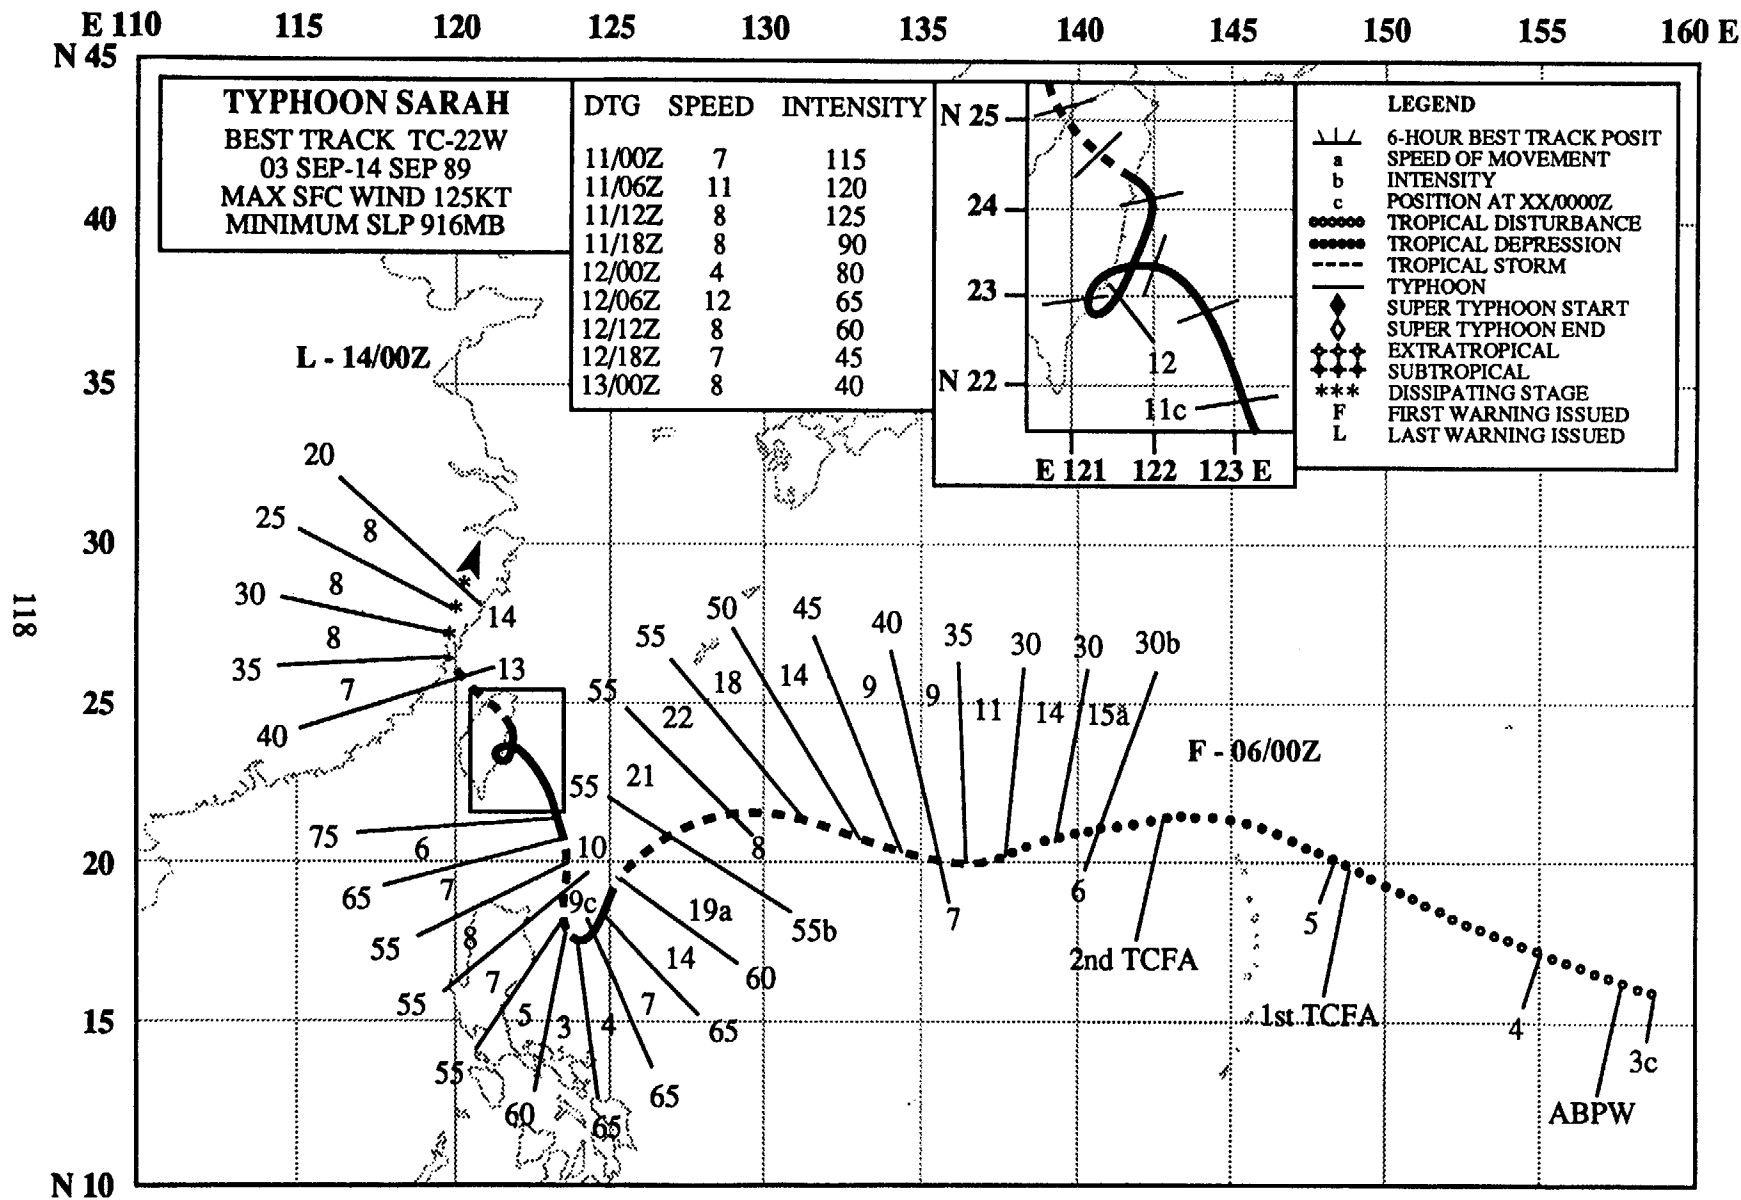 E 110 115 120 125 130 135 140 145 150 155 160 E
N 45
40
35
30
25
20
15
N 10
118
TYPHOON SARAH
BEST TRACK TC-22W
03 SEP-14 SEP 89
MAX SFC WIND 125KT
MINIMUM SLP 916MB
DTG SPEED INTENSITY
11/00Z 7 115
11/06Z 11 120
11/12Z 8 125
11/18Z 8 90
12/00Z 4 80
12/06Z 12 65
12/12Z 8 60
12/18Z 7 45
13/00Z 8 40
N 25
24
23
N 22
12
11c
E 121 122 123 E
LEGEND
6-HOUR BEST TRACK POSIT
a SPEED OF MOVEMENT
b INTENSITY
c POSITION AT XX/0000Z
TROPICAL DISTURBANCE
TROPICAL DEPRESSION
TROPICAL STORM
TYPHOON
SUPER TYPHOON START
SUPER TYPHOON END
EXTRATROPICAL
SUBTROPICAL
*** DISSIPATING STAGE
F FIRST WARNING ISSUED
L LAST WARNING ISSUED
L - 14/00Z
20
25 8
30 8
14
35 8
13
40 7
50 45 40 35 30 30 30b
55
55 22 18 14 9 9 11 14 15a
F - 06/00Z
55 21
75
6 10 8
65 7
9c 19a
55 8
55b
55 7 14 60
5 3 4 7 65
55 65
60 65
7 6 5 4 3c
2nd TCFA
1st TCFA
ABPW